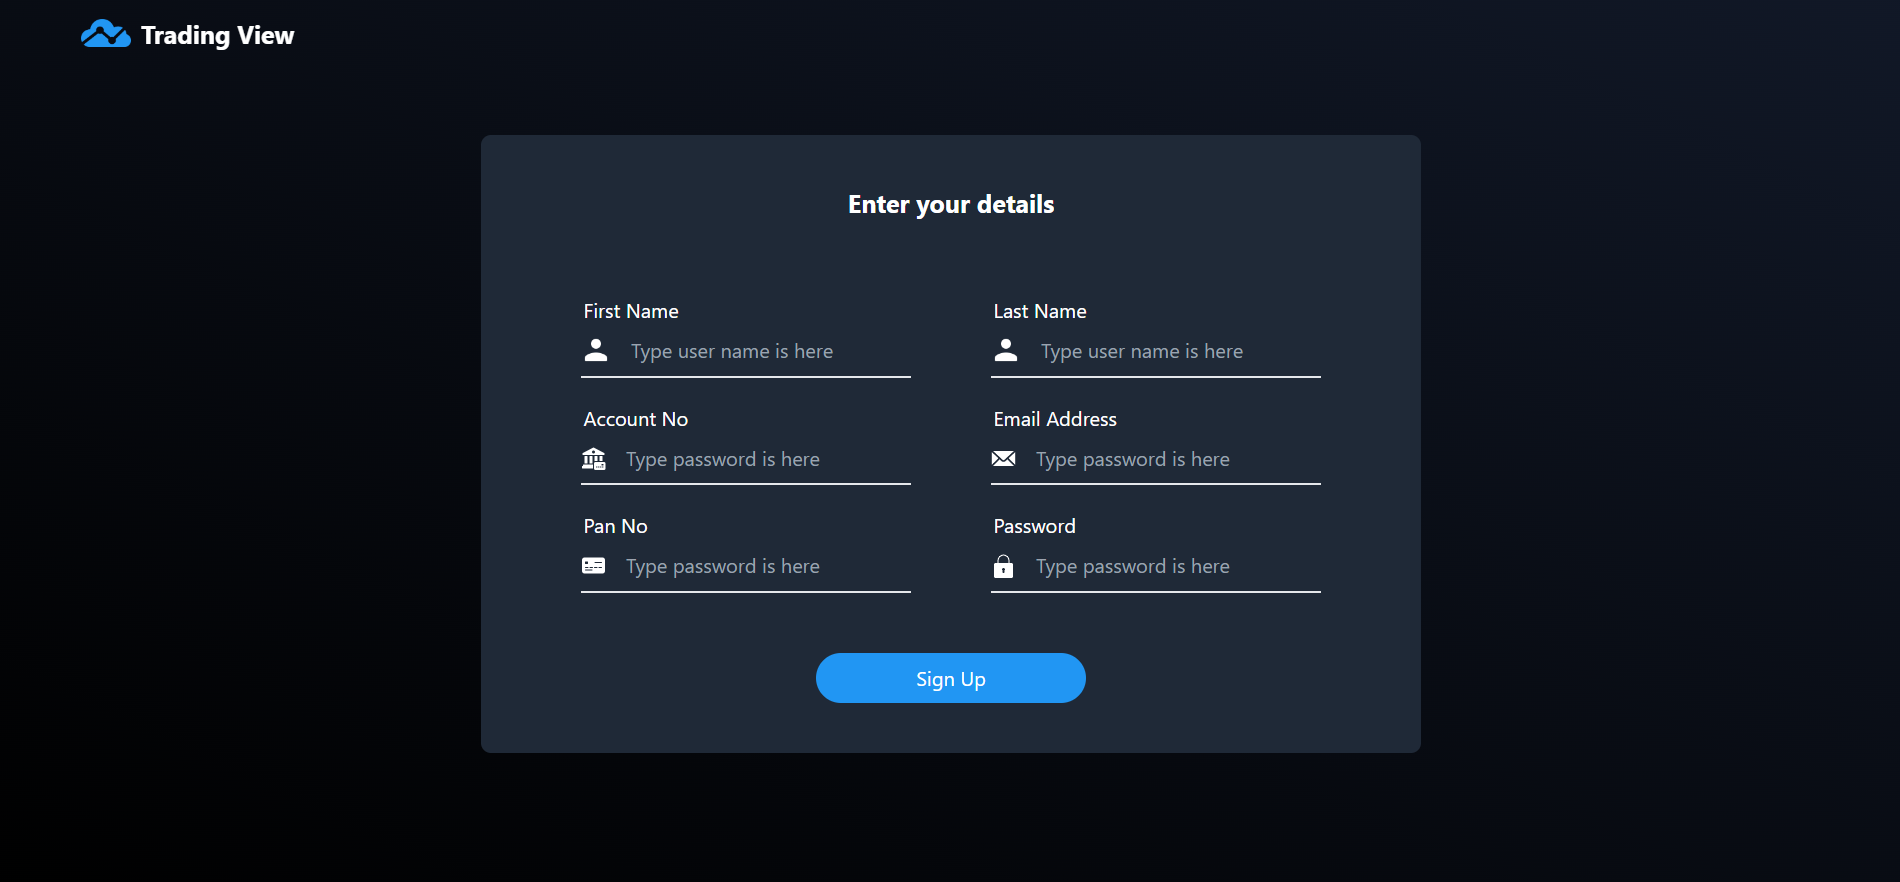 Trading View
Enter your details
First Name
Last Name
Type user name is here
Type user name is here
Account No
Email Address
Type password is here
Type password is here
Pan No
Password
Type password is here
Type password is here
Sign Up